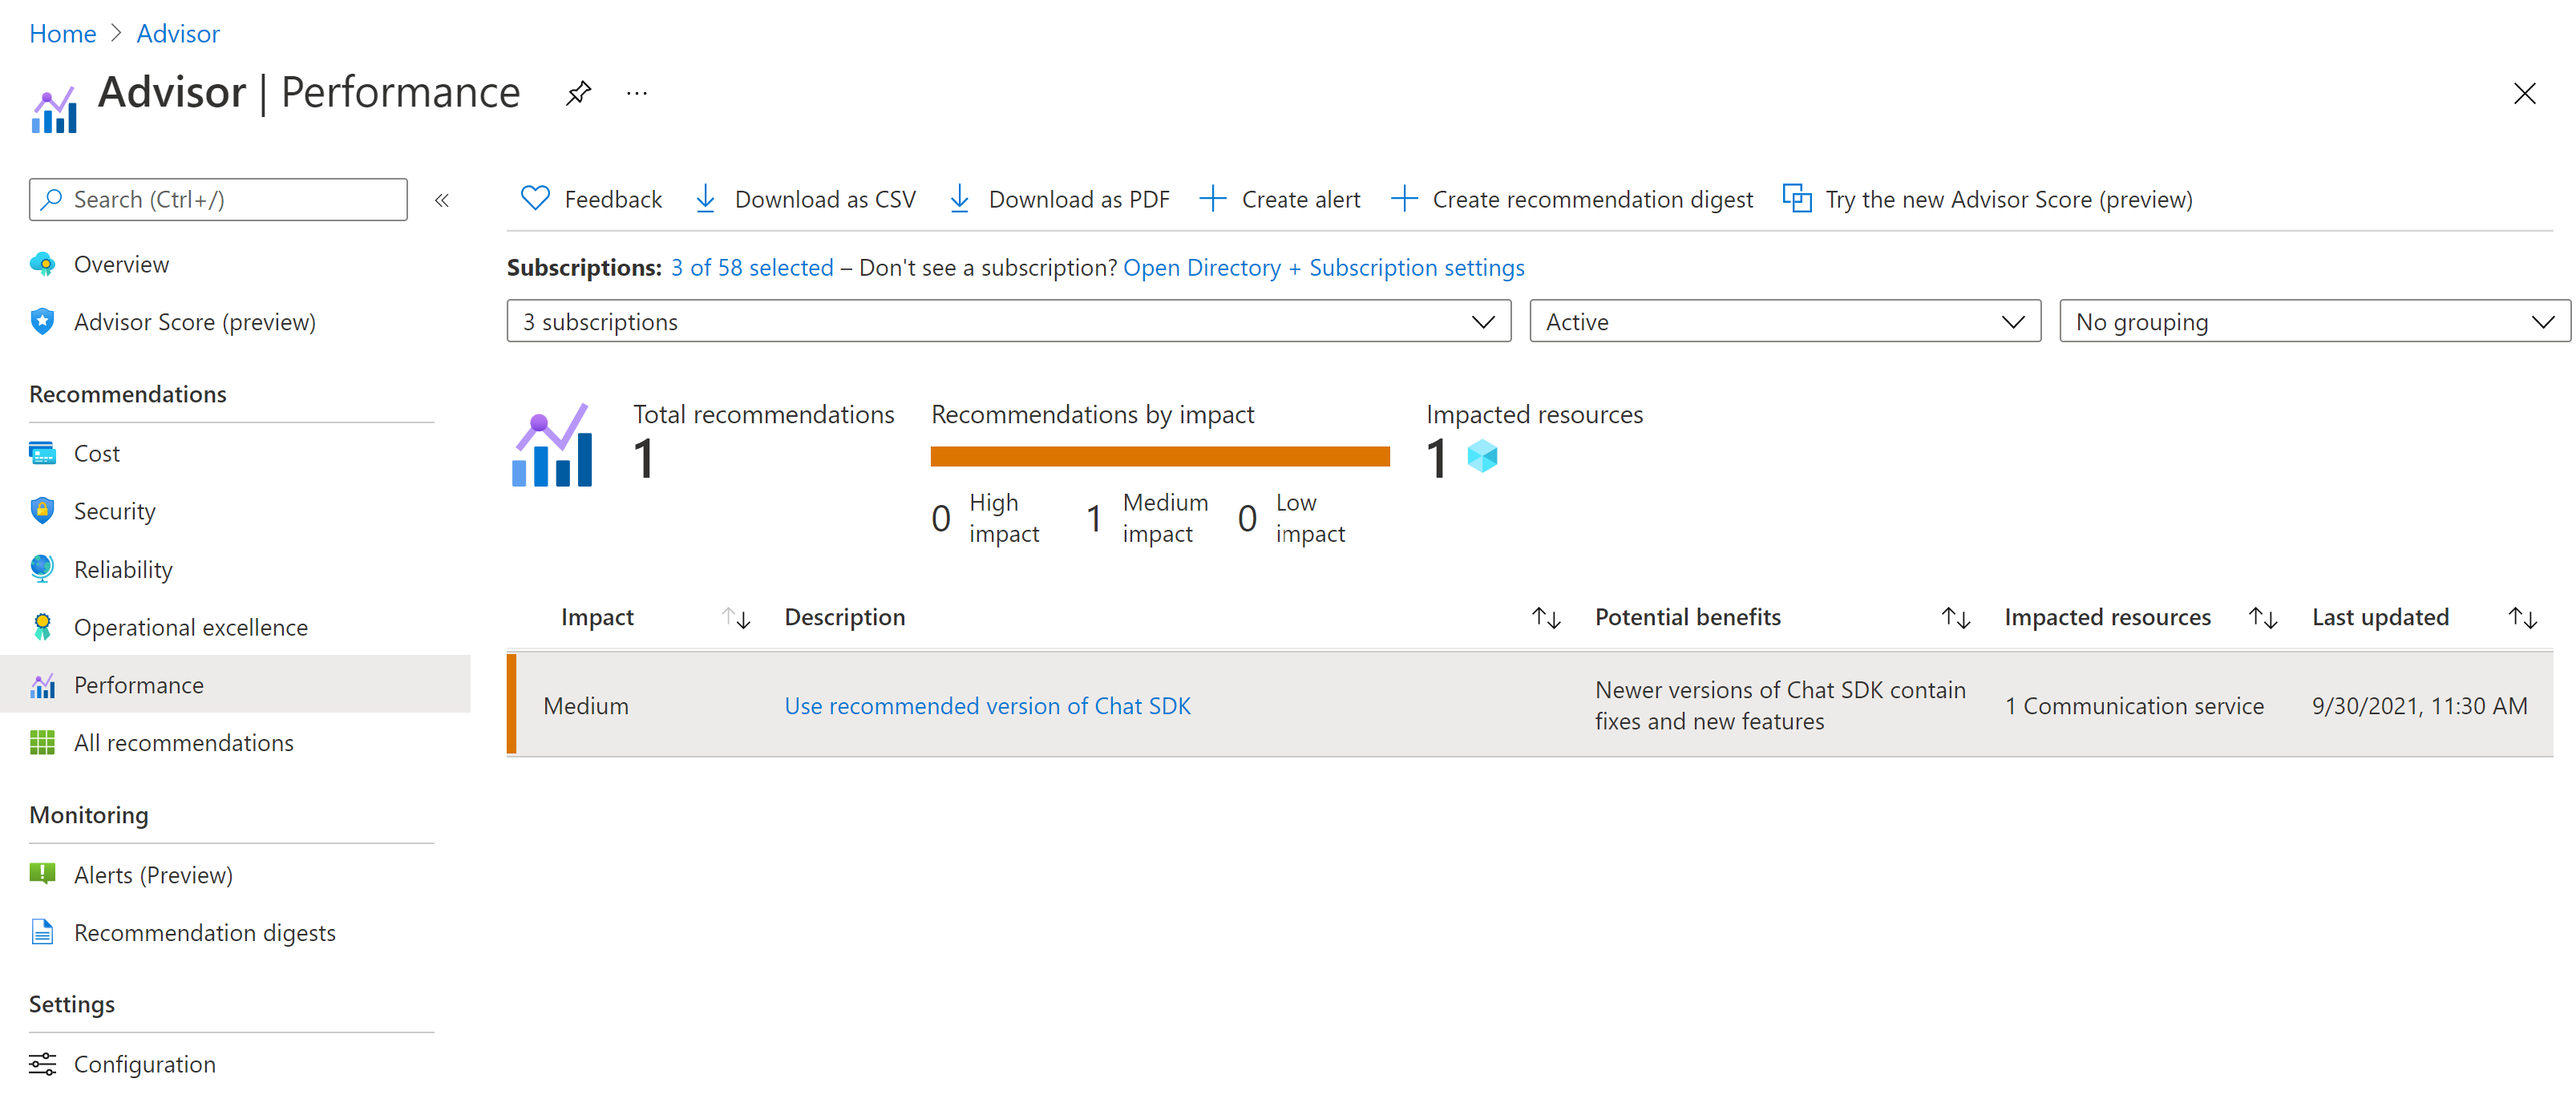 Home > Advisor
Advisor | Performance ...
Search (Ctrl+/) «
Overview
Advisor Score (preview)
Recommendations
Cost
Security
Reliability
Operational excellence
Performance
All recommendations
Monitoring
Alerts (Preview)
Recommendation digests
Settings
Configuration
Feedback Download as CSV Download as PDF Create alert Create recommendation digest Try the new Advisor Score (preview)
Subscriptions: 3 of 58 selected – Don't see a subscription? Open Directory + Subscription settings
3 subscriptions Active No grouping
Total recommendations
1
Recommendations by impact
0 High impact 1 Medium impact 0 Low impact
Impacted resources
1
Impact Description Potential benefits Impacted resources Last updated
Medium Use recommended version of Chat SDK Newer versions of Chat SDK contain fixes and new features 1 Communication service 9/30/2021, 11:30 AM